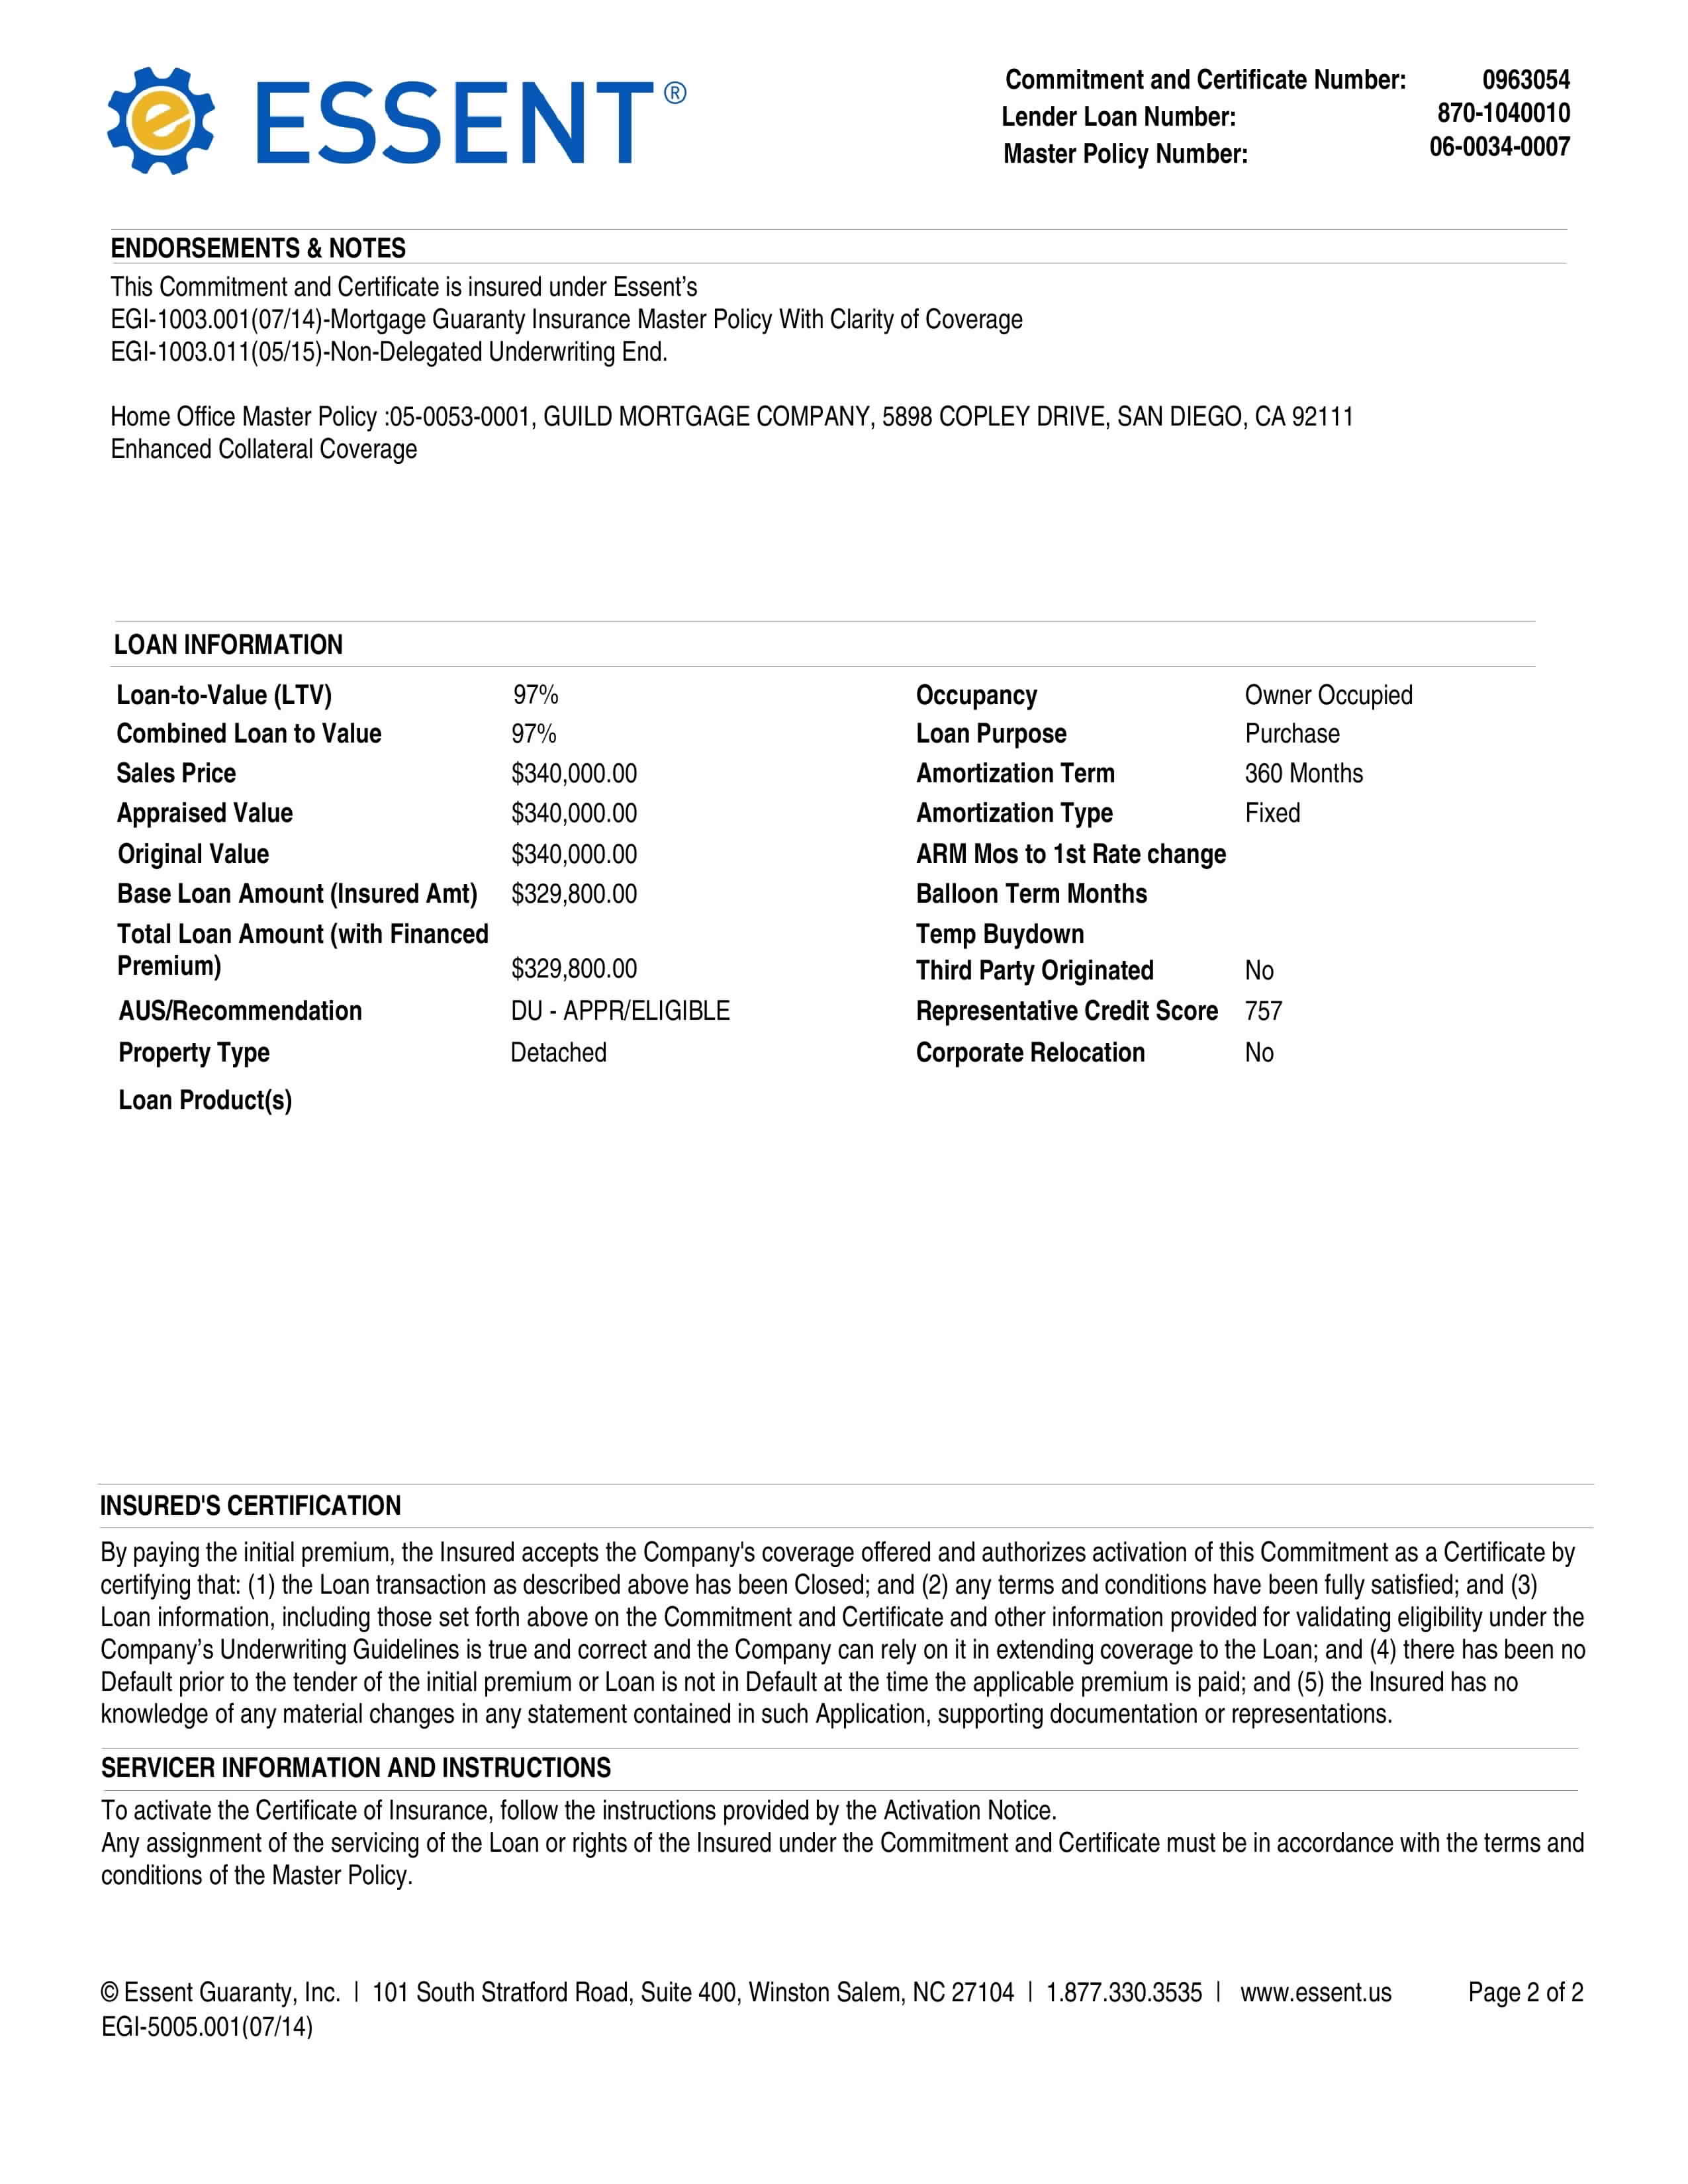 ESSENT®
Commitment and Certificate Number: 0963054
Lender Loan Number: 870-1040010
Master Policy Number: 06-0034-0007
ENDORSEMENTS & NOTES
This Commitment and Certificate is insured under Essent’s
EGI-1003.001(07/14)-Mortgage Guaranty Insurance Master Policy With Clarity of Coverage
EGI-1003.011(05/15)-Non-Delegated Underwriting End.
Home Office Master Policy :05-0053-0001, GUILD MORTGAGE COMPANY, 5898 COPLEY DRIVE, SAN DIEGO, CA 92111
Enhanced Collateral Coverage
LOAN INFORMATION
Loan-to-Value (LTV) 97% Occupancy Owner Occupied
Combined Loan to Value 97% Loan Purpose Purchase
Sales Price $340,000.00 Amortization Term 360 Months
Appraised Value $340,000.00 Amortization Type Fixed
Original Value $340,000.00 ARM Mos to 1st Rate change
Base Loan Amount (Insured Amt) $329,800.00 Balloon Term Months
Total Loan Amount (with Financed Temp Buydown
Premium) $329,800.00 Third Party Originated No
AUS/Recommendation DU - APPR/ELIGIBLE Representative Credit Score 757
Property Type Detached Corporate Relocation No
Loan Product(s)
INSURED'S CERTIFICATION
By paying the initial premium, the Insured accepts the Company's coverage offered and authorizes activation of this Commitment as a Certificate by
certifying that: (1) the Loan transaction as described above has been Closed; and (2) any terms and conditions have been fully satisfied; and (3)
Loan information, including those set forth above on the Commitment and Certificate and other information provided for validating eligibility under the
Company’s Underwriting Guidelines is true and correct and the Company can rely on it in extending coverage to the Loan; and (4) there has been no
Default prior to the tender of the initial premium or Loan is not in Default at the time the applicable premium is paid; and (5) the Insured has no
knowledge of any material changes in any statement contained in such Application, supporting documentation or representations.
SERVICER INFORMATION AND INSTRUCTIONS
To activate the Certificate of Insurance, follow the instructions provided by the Activation Notice.
Any assignment of the servicing of the Loan or rights of the Insured under the Commitment and Certificate must be in accordance with the terms and
conditions of the Master Policy.
© Essent Guaranty, Inc. | 101 South Stratford Road, Suite 400, Winston Salem, NC 27104 | 1.877.330.3535 | www.essent.us Page 2 of 2
EGI-5005.001(07/14)